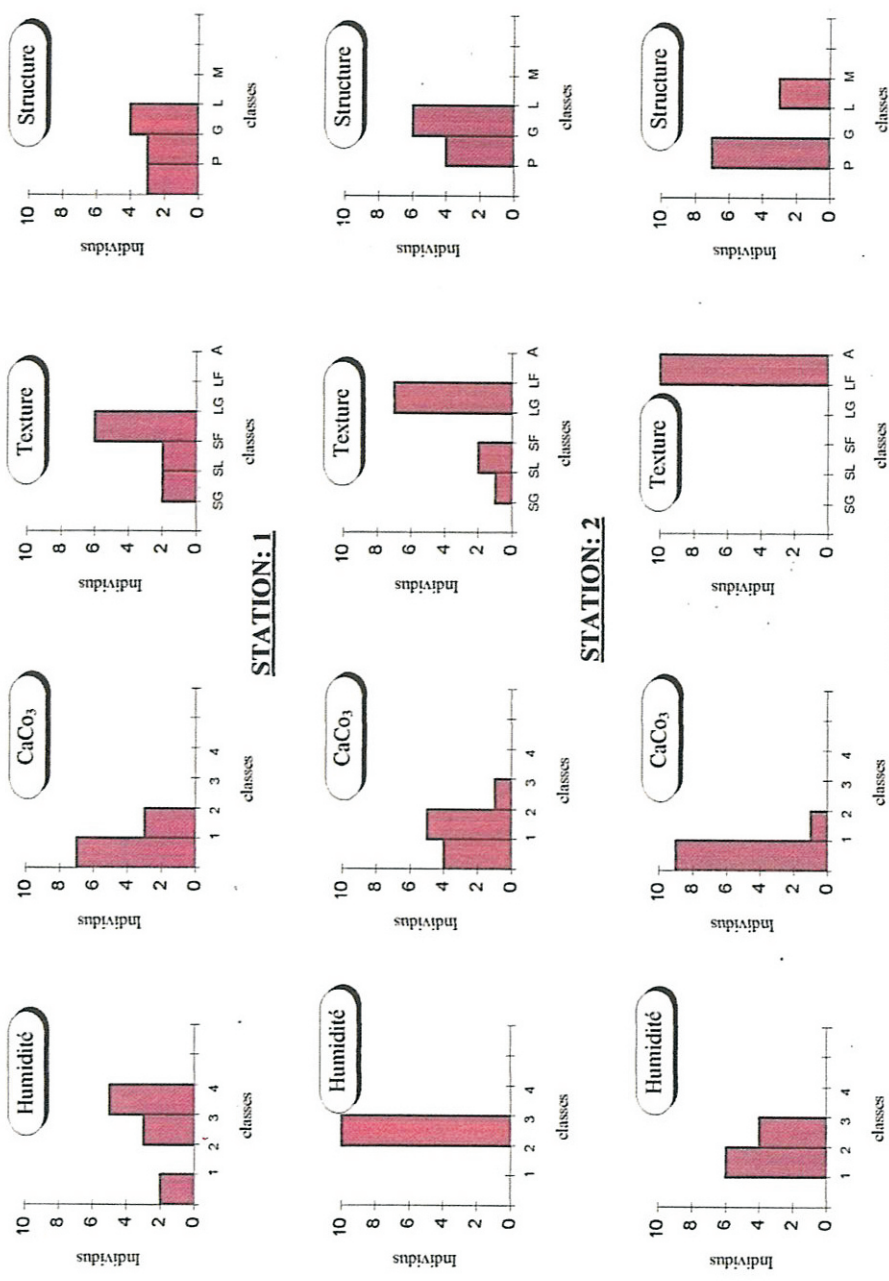 Humidité
10
8
6
4
2
0
Individus
1 2 3 4
classes
CaCo₃
10
8
6
4
2
0
Individus
1 2 3 4
classes
Texture
10
8
6
4
2
0
Individus
SG SL SF LG LF A
classes
Structure
10
8
6
4
2
0
Individus
P G L M
classes
STATION: 1
Humidité
10
8
6
4
2
0
Individus
1 2 3 4
classes
CaCo₃
10
8
6
4
2
0
Individus
1 2 3 4
classes
Texture
10
8
6
4
2
0
Individus
SG SL SF LG LF A
classes
Structure
10
8
6
4
2
0
Individus
P G L M
classes
STATION: 2
Humidité
10
8
6
4
2
0
Individus
1 2 3 4
classes
CaCo₃
10
8
6
4
2
0
Individus
1 2 3 4
classes
Texture
10
8
6
4
2
0
Individus
SG SL SF LG LF A
classes
Structure
10
8
6
4
2
0
Individus
P G L M
classes